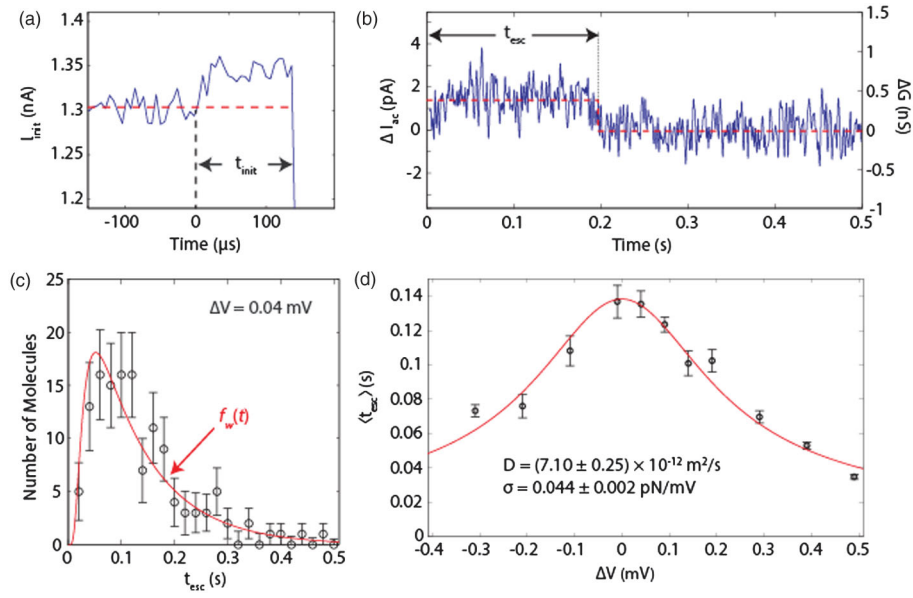 (a)
1.4
1.35
1.3
1.25
1.2
I_init (nA)
t_init
-100
0
100
Time (μs)
(b)
t_esc
4
2
0
-2
Δ I_ac (pA)
1.5
1
0.5
0
-0.5
-1
ΔG (nS)
0
0.1
0.2
0.3
0.4
0.5
Time (s)
(c)
ΔV = 0.04 mV
25
20
15
10
5
0
Number of Molecules
f_w(t)
0
0.1
0.2
0.3
0.4
0.5
t_esc (s)
(d)
0.14
0.12
0.10
0.08
0.06
0.04
0.02
0.00
⟨t_esc⟩ (s)
D = (7.10 ± 0.25) × 10⁻¹² m²/s
σ = 0.044 ± 0.002 pN/mV
-0.4
-0.3
-0.2
-0.1
0
0.1
0.2
0.3
0.4
0.5
ΔV (mV)